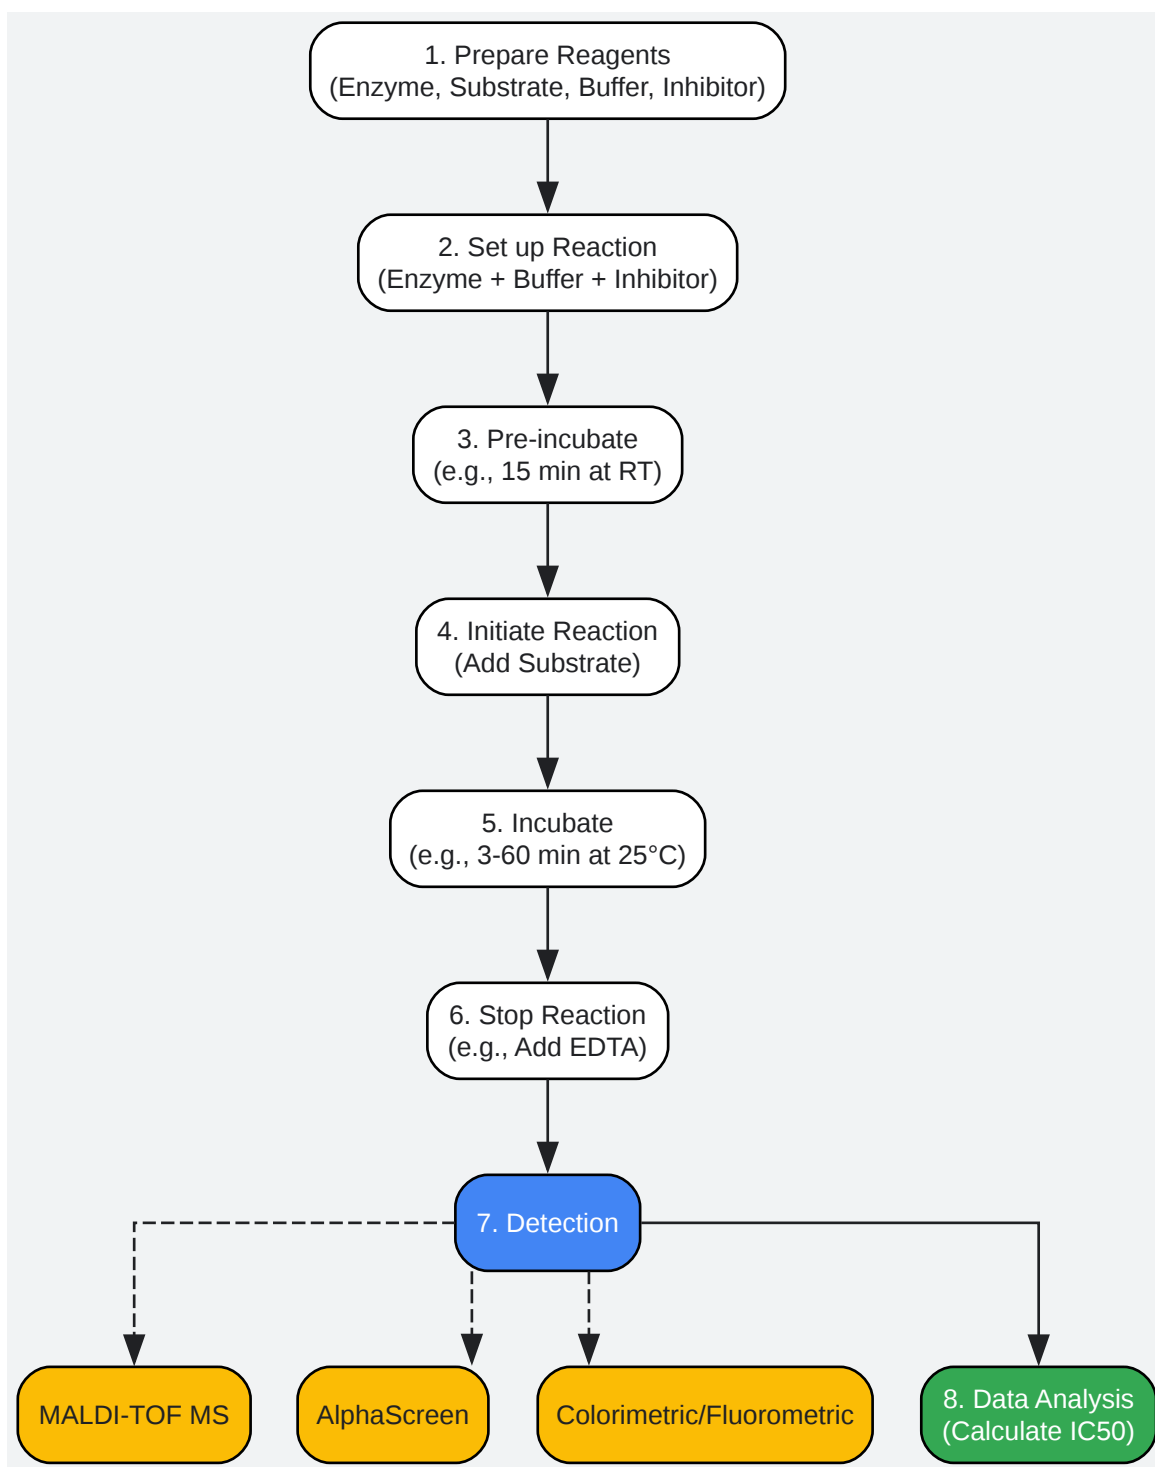 1. Prepare Reagents
(Enzyme, Substrate, Buffer, Inhibitor)
2. Set up Reaction
(Enzyme + Buffer + Inhibitor)
3. Pre-incubate
(e.g., 15 min at RT)
4. Initiate Reaction
(Add Substrate)
5. Incubate
(e.g., 3-60 min at 25°C)
6. Stop Reaction
(e.g., Add EDTA)
7. Detection
MALDI-TOF MS
AlphaScreen
Colorimetric/Fluorometric
8. Data Analysis
(Calculate IC50)